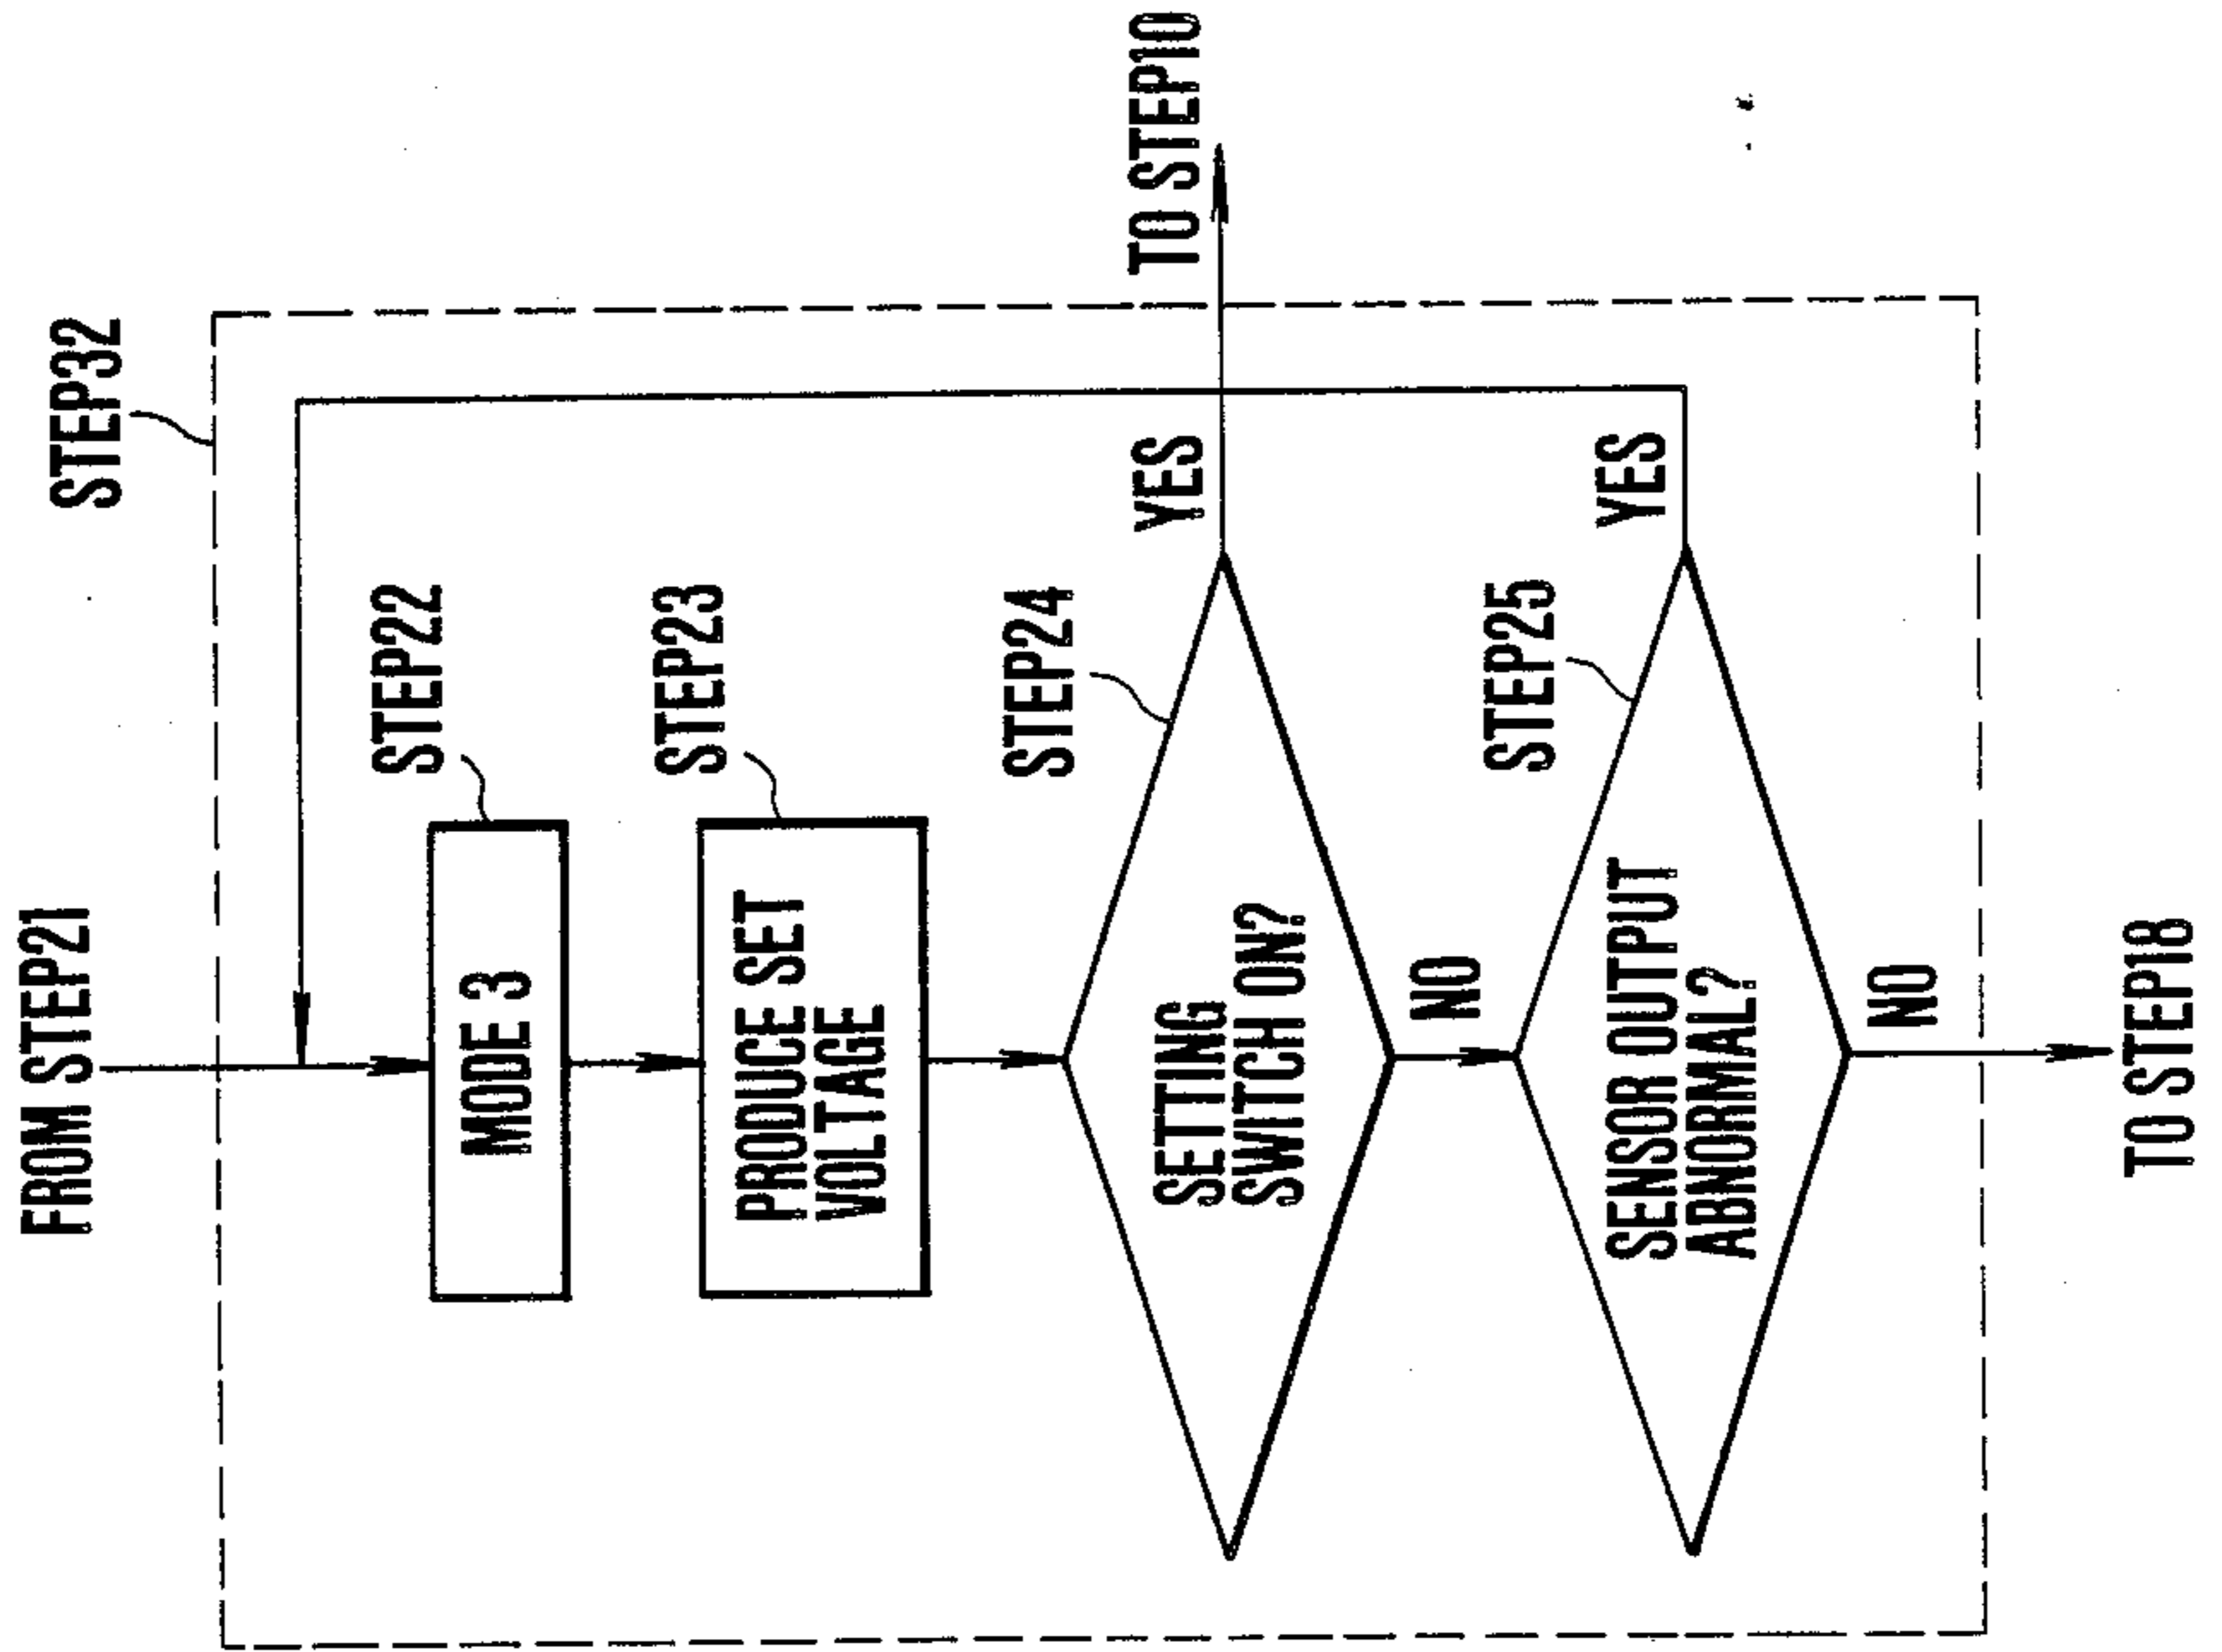 FROM STEP21
STEP32
STEP22
MODE 3
STEP23
PRODUCE SET
VOLTAGE
STEP24
SETTING
SWITCH ON?
YES
TO STEP10
NO
STEP25
SENSOR OUTPUT
ABNORMAL?
YES
NO
TO STEP18